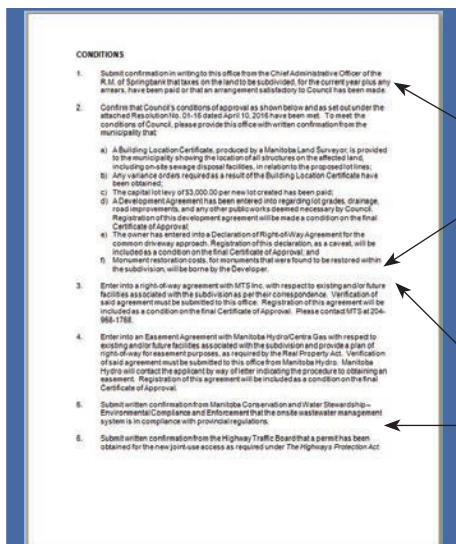 CONDITIONS
1. Submit confirmation in writing to this office from the Chief Administrative Officer of the
R.M. of Springbank that taxes on the land to be subdivided, for the current year plus any
arrears, have been paid or that an arrangement satisfactory to Council has been made.
2. Confirm that Council's conditions of approval as shown below and as set out under the
attached Resolution No. 01-16 dated April 10, 2016 have been met. To meet the
conditions of Council, please provide this office with written confirmation from the
municipality that:
a) A Building Location Certificate, produced by a Manitoba Land Surveyor, is provided
to the municipality showing the location of all structures on the affected land,
including on-site sewage disposal facilities, in relation to the proposed lot lines;
b) Any variance orders required as a result of the Building Location Certificate have
been obtained;
c) The capital lot levy of $3,000.00 per new lot created has been paid;
d) A Development Agreement has been entered into regarding lot grades, drainage,
road improvements, and any other public works deemed necessary by Council.
Registration of this development agreement will be made a condition on the final
Certificate of Approval;
e) The owner has entered into a Declaration of Right-of-Way Agreement for the
common driveway approach. Registration of this declaration, as a caveat, will be
included as a condition on the final Certificate of Approval; and
f) Monument restoration costs, for monuments that were found to be restored within
the subdivision, will be borne by the Developer.
3. Enter into a right-of-way agreement with MTS Inc. with respect to existing and/or future
facilities associated with the subdivision as per their correspondence. Verification of
said agreement must be submitted to this office. Registration of this agreement will be
included as a condition on the final Certificate of Approval. Please contact MTS at 204-
968-1768.
4. Enter into an Easement Agreement with Manitoba Hydro/Centra Gas with respect to
existing and/or future facilities associated with the subdivision and provide a plan of
right-of-way for easement purposes, as required by the Real Property Act. Verification
of said agreement must be submitted to this office from Manitoba Hydro. Manitoba
Hydro will contact the applicant by way of letter indicating the procedure to obtaining an
easement. Registration of this agreement will be included as a condition on the final
Certificate of Approval.
5. Submit written confirmation from Manitoba Conservation and Water Stewardship –
Environmental Compliance and Enforcement that the onsite wastewater management
system is in compliance with provincial regulations.
6. Submit written confirmation from the Highway Traffic Board that a permit has been
obtained for the new joint-use access as required under The Highways Protection Act